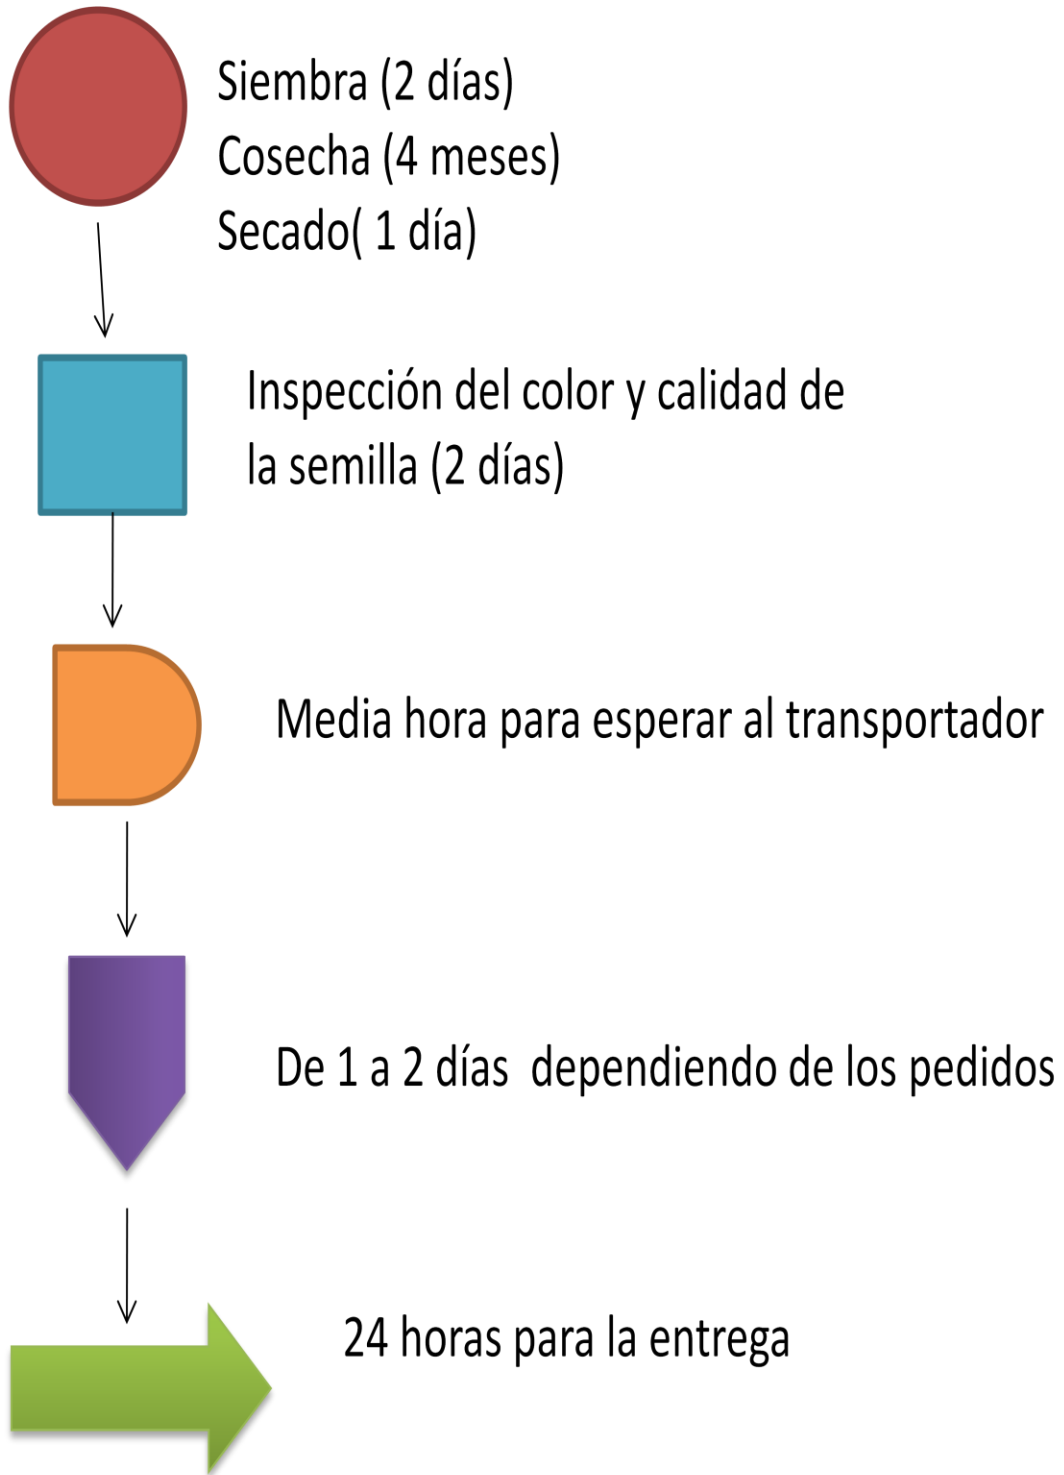 Siembra (2 días)
Cosecha (4 meses)
Secado( 1 día)
Inspección del color y calidad de
la semilla (2 días)
Media hora para esperar al transportador
De 1 a 2 días  dependiendo de los pedidos
24 horas para la entrega